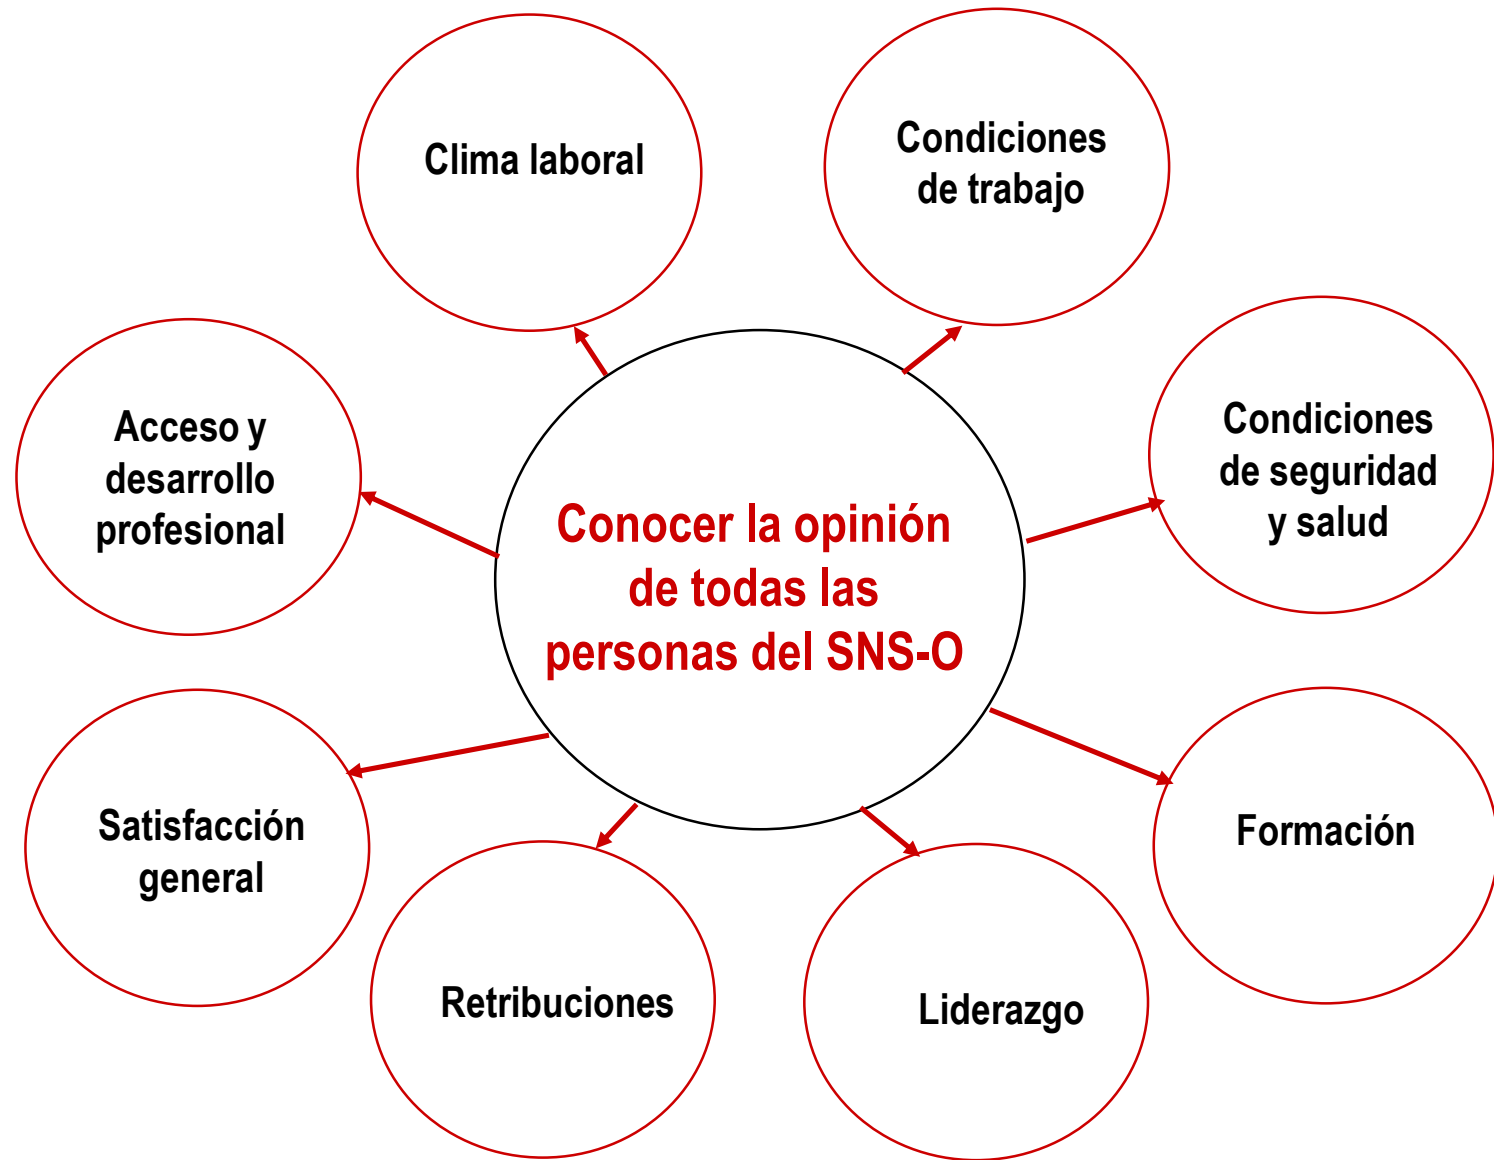 Clima laboral
Condiciones
de trabajo
Acceso y
desarrollo
profesional
Condiciones
de seguridad
y salud
Conocer la opinión
de todas las
personas del SNS-O
Satisfacción
general
Formación
Retribuciones
Liderazgo